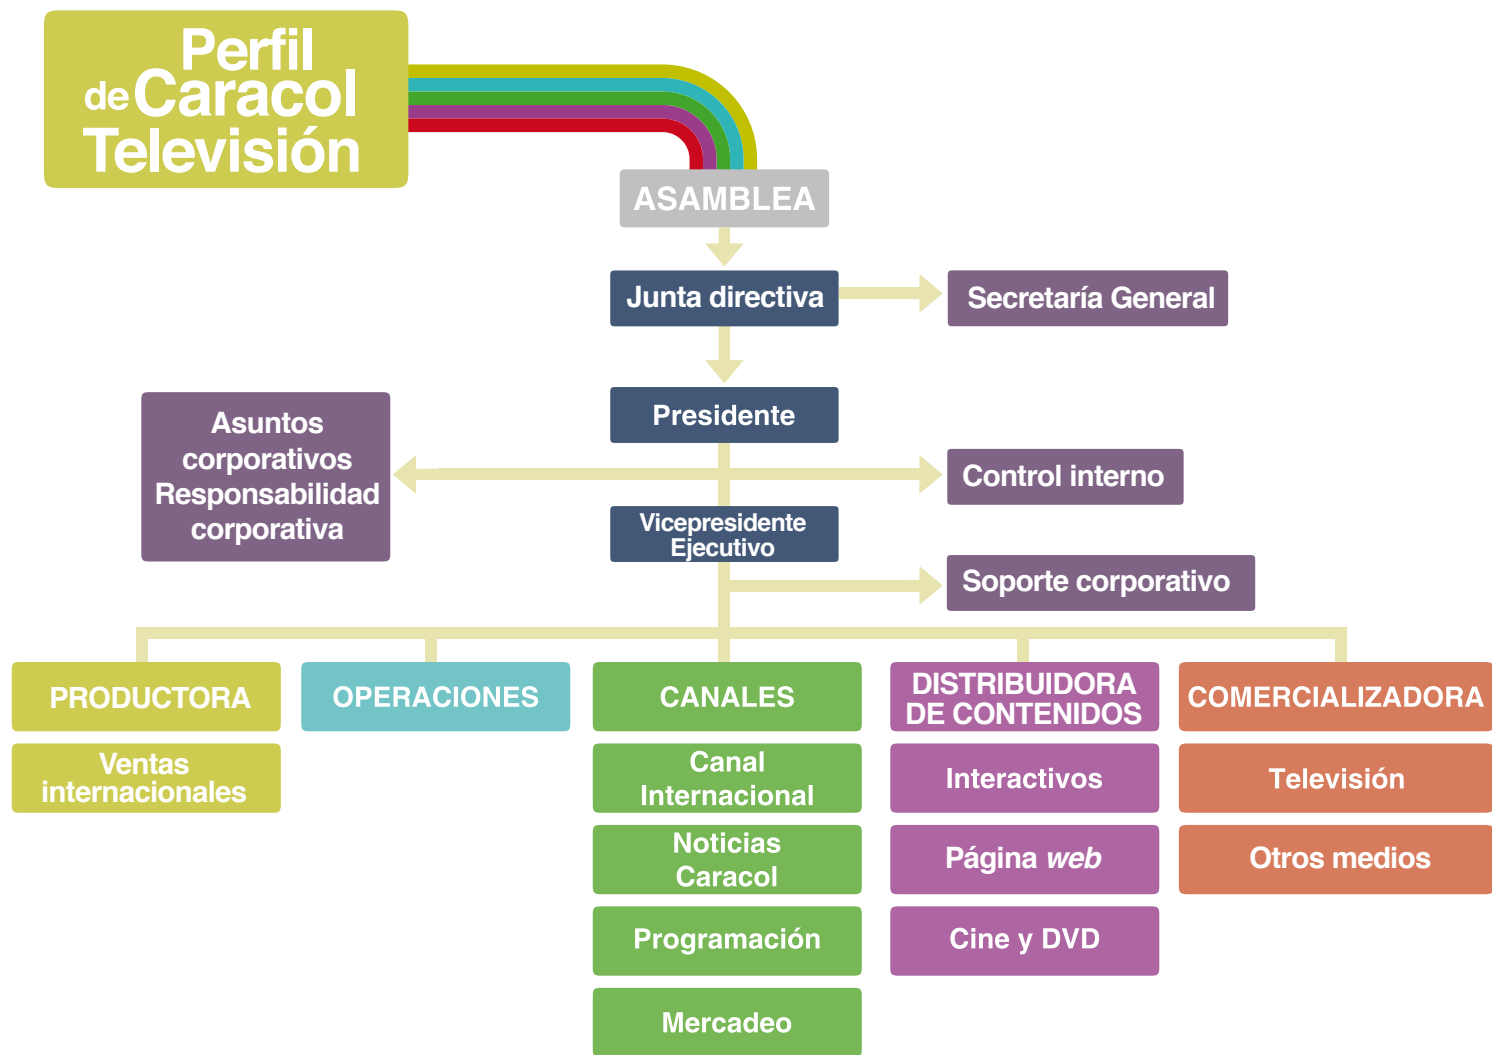 Perfil
de Caracol
Televisión
ASAMBLEA
Junta directiva
Secretaría General
Presidente
Asuntos
corporativos
Responsabilidad
corporativa
Control interno
Vicepresidente
Ejecutivo
Soporte corporativo
PRODUCTORA
Ventas
internacionales
OPERACIONES
CANALES
Canal
Internacional
Noticias
Caracol
Programación
Mercadeo
DISTRIBUIDORA
DE CONTENIDOS
Interactivos
Página web
Cine y DVD
COMERCIALIZADORA
Televisión
Otros medios